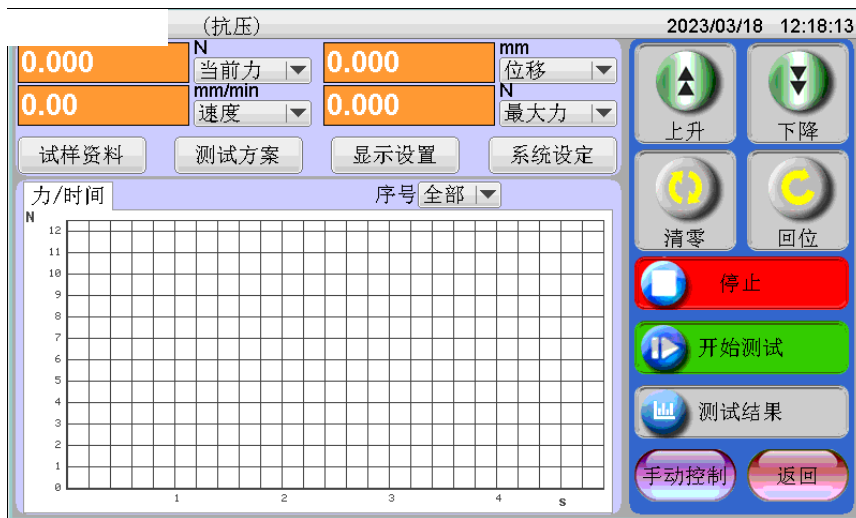 (抗压)
2023/03/18 12:18:13
0.000
N
当前力
0.000
mm
位移
0.00
mm/min
速度
0.000
N
最大力
试样资料
测试方案
显示设置
系统设定
力/时间
序号
全部
N
12
11
10
9
8
7
6
5
4
3
2
1
0
1
2
3
4
s
上升
下降
清零
回位
停止
开始测试
测试结果
手动控制
返回